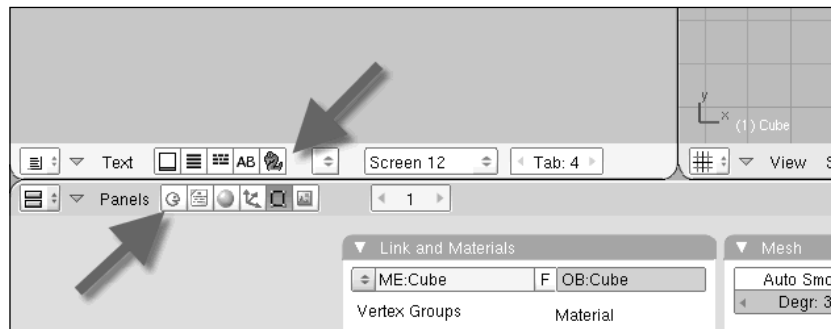 y
x
(1) Cube
Text AB Screen 12 Tab: 4 View
Panels 1
Link and Materials Mesh
ME:Cube F OB:Cube Auto Smo
Degr: 3
Vertex Groups Material